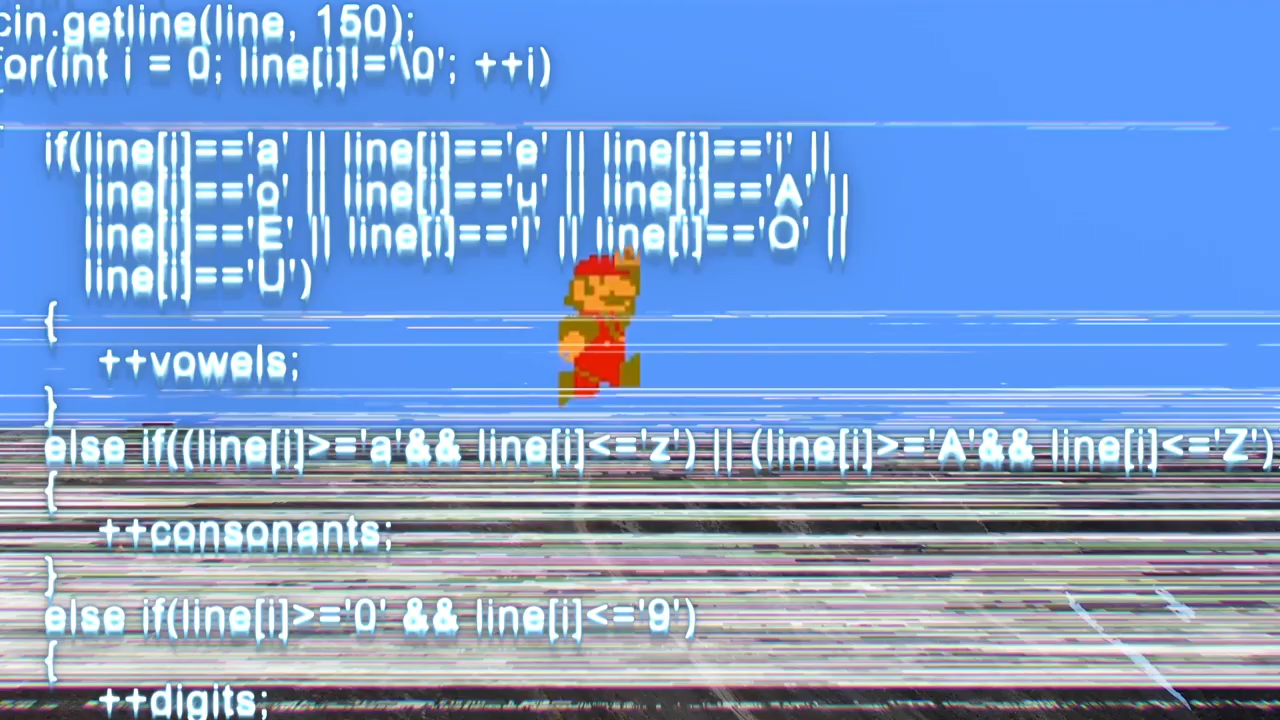 cin.getline(line, 150);
for(int i = 0; line[i]!='\0'; ++i)
if(line[i]=='a' || line[i]=='e' || line[i]=='i' ||
line[i]=='o' || line[i]=='u' || line[i]=='A' ||
line[i]=='E' || line[i]=='I' || line[i]=='O' ||
line[i]=='U')
{
++vowels;
}
else if((line[i]>='a'&& line[i]<='z') || (line[i]>='A'&& line[i]<='Z'))
{
++consonants;
}
else if(line[i]>='0' && line[i]<='9')
{
++digits;